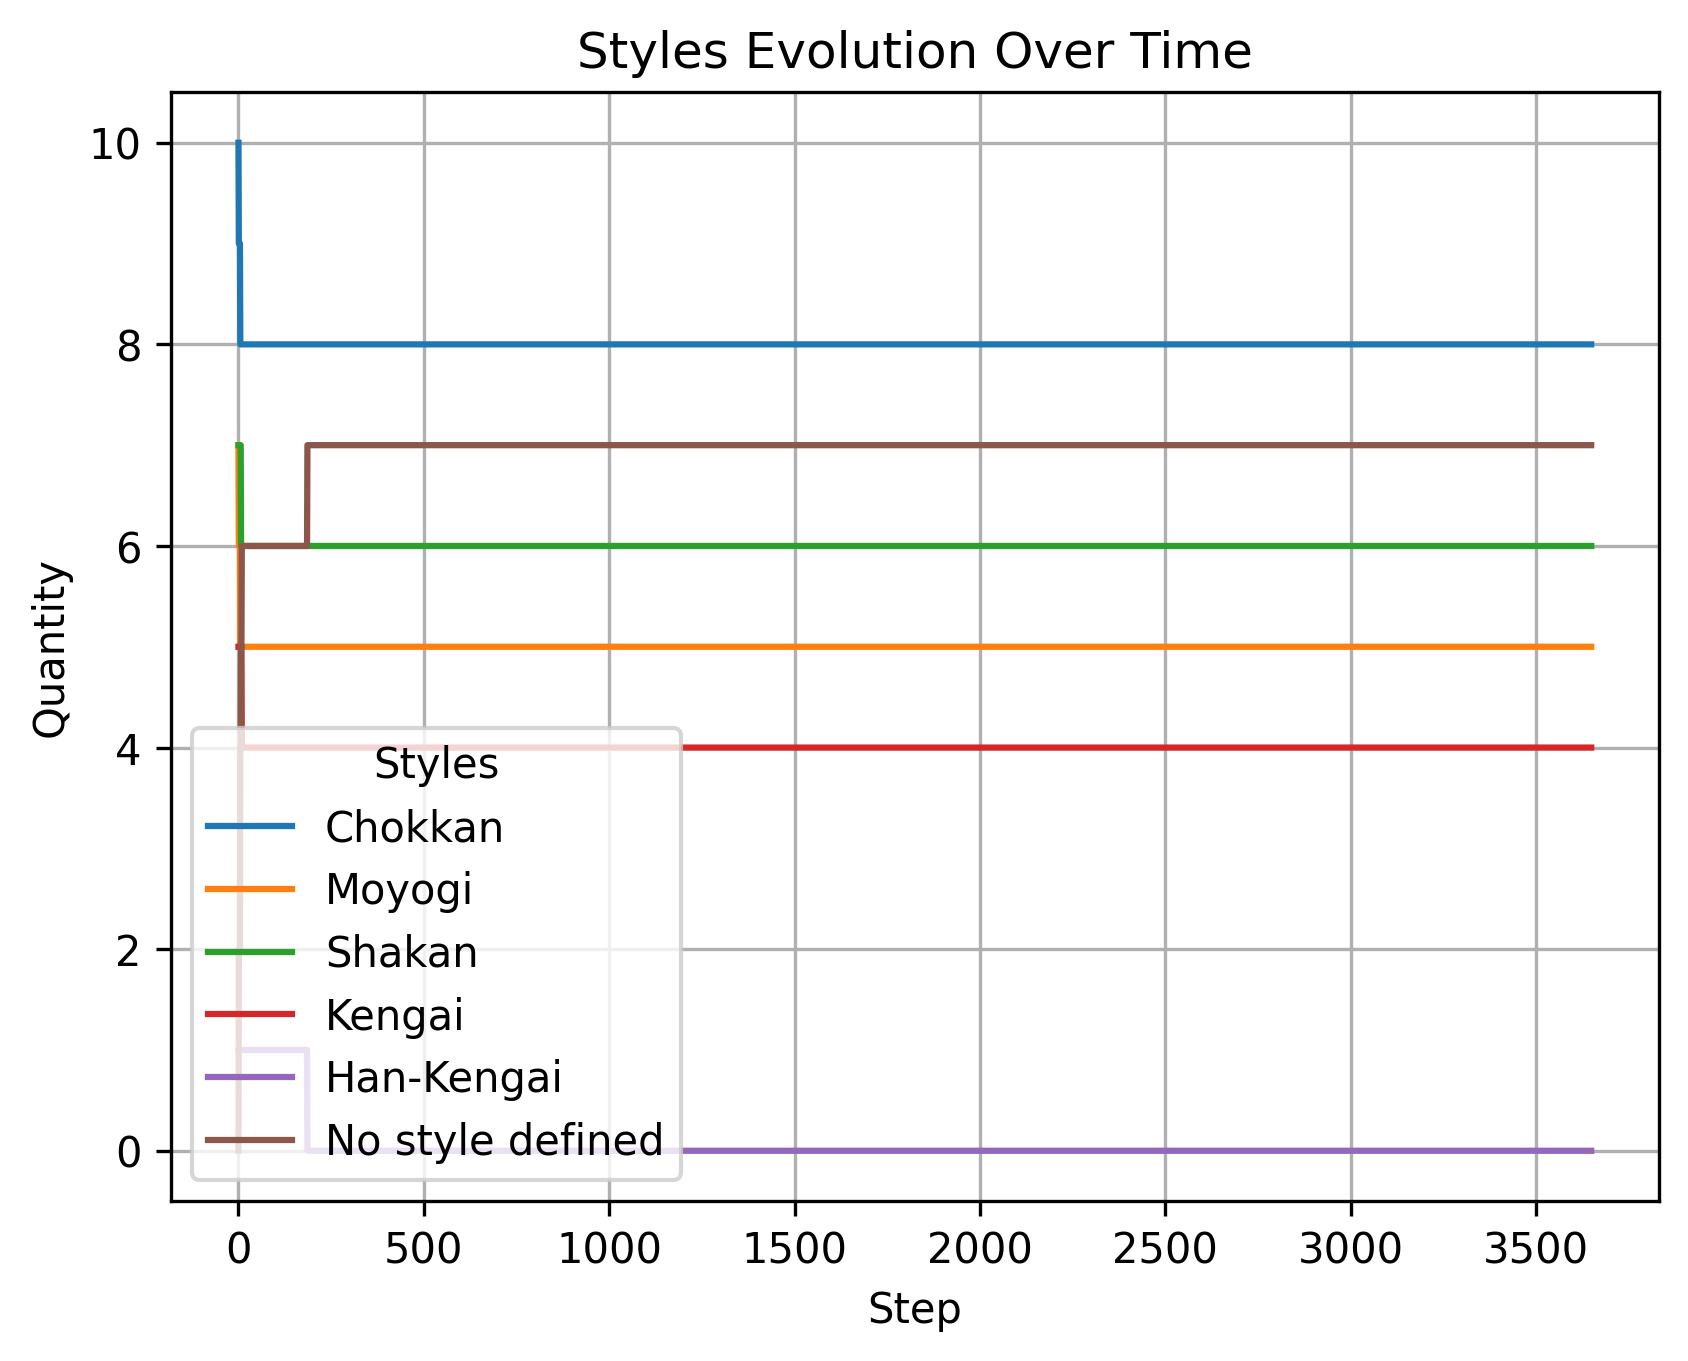 Styles Evolution Over Time
10
8
6
4
2
0
Quantity
Styles
Chokkan
Moyogi
Shakan
Kengai
Han-Kengai
No style defined
0 500 1000 1500 2000 2500 3000 3500
Step